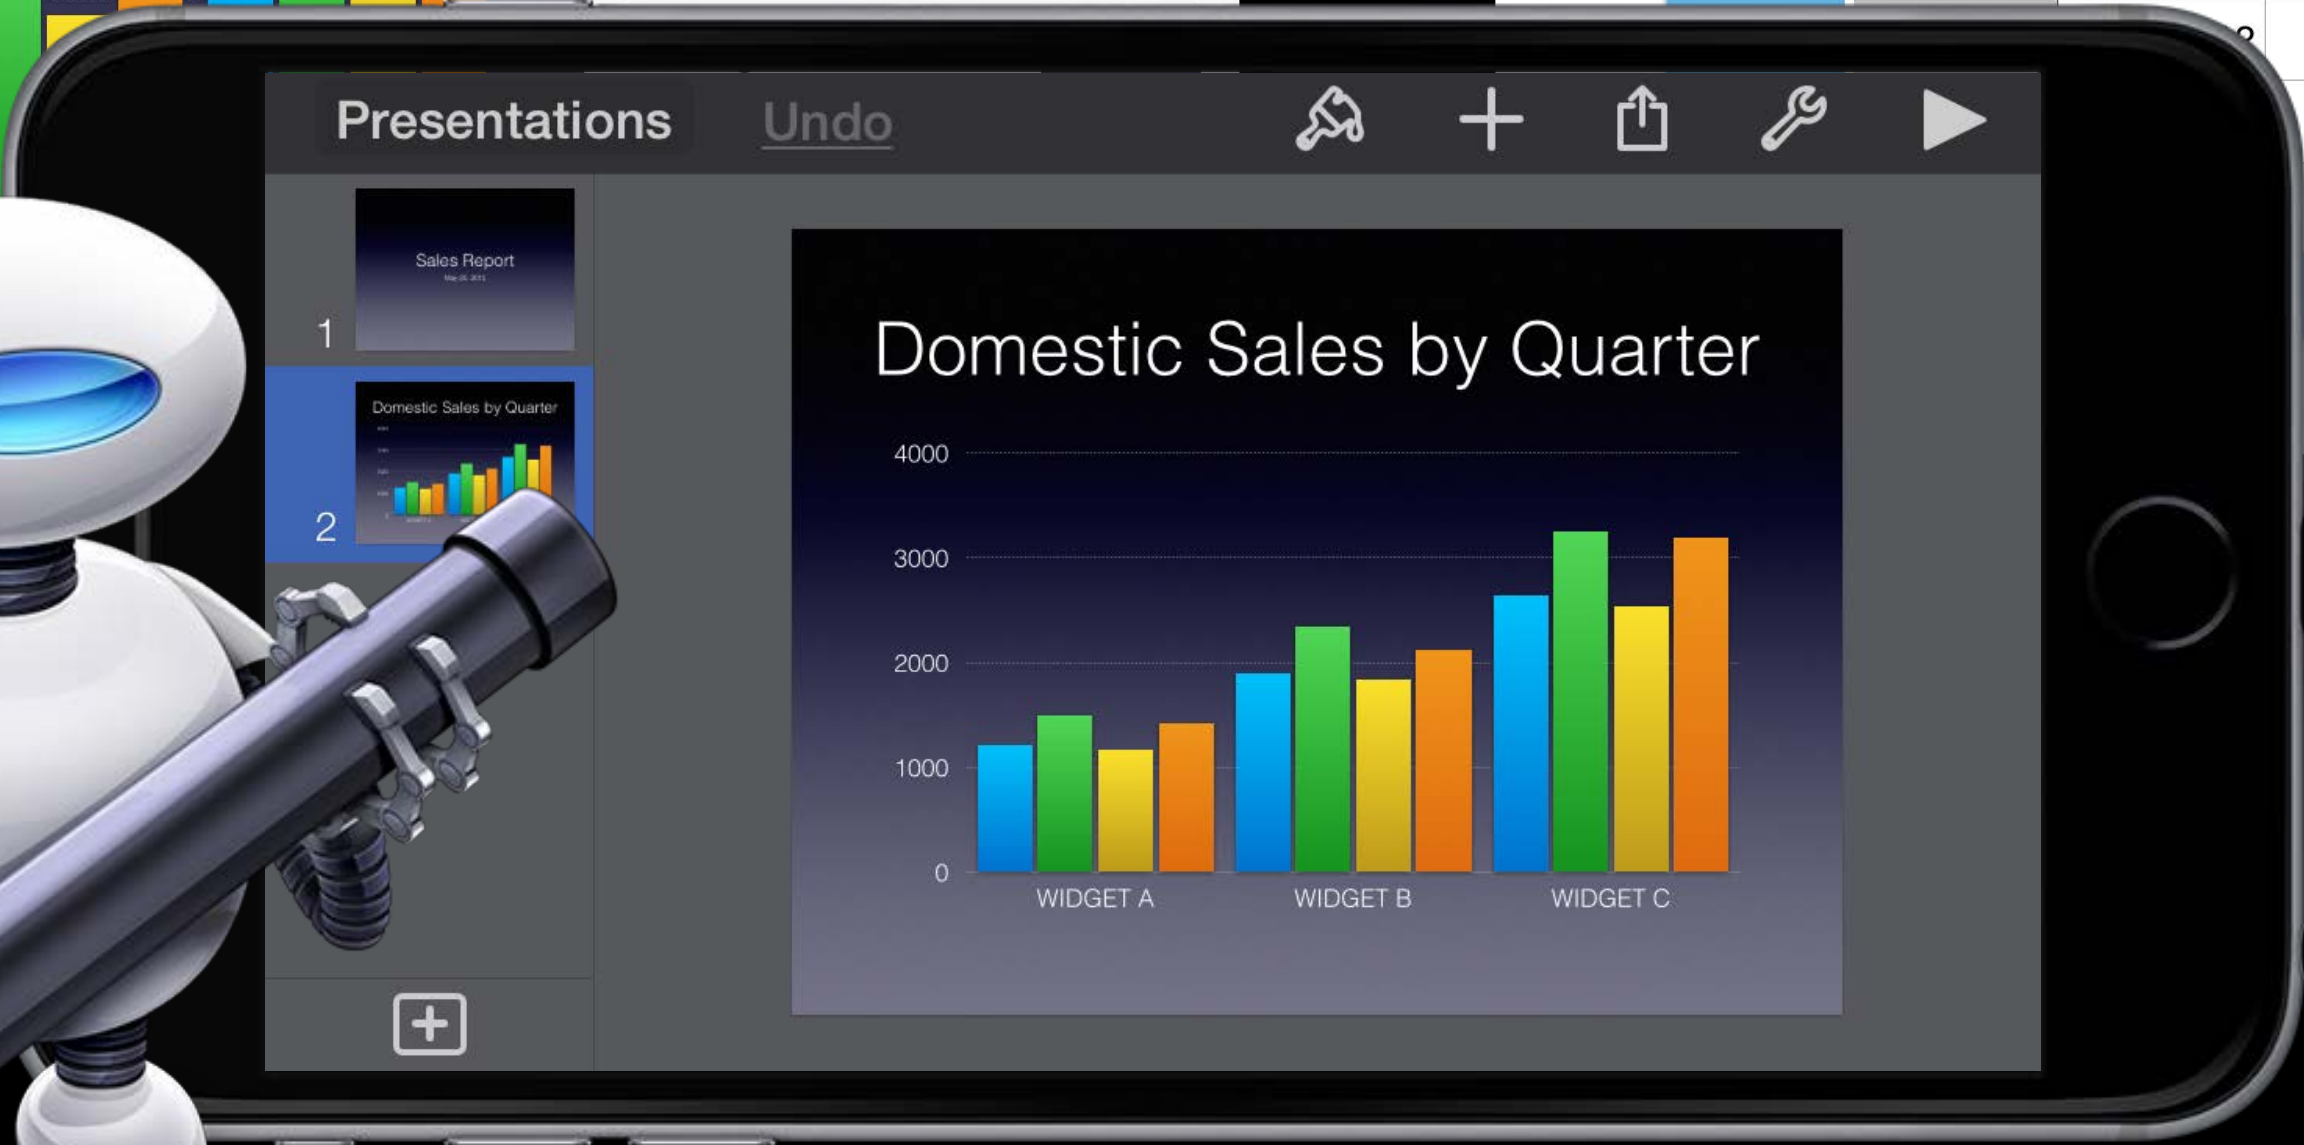 Presentations Undo
Sales Report
1
Domestic Sales by Quarter
2
Domestic Sales by Quarter
4000
3000
2000
1000
0
WIDGET A WIDGET B WIDGET C